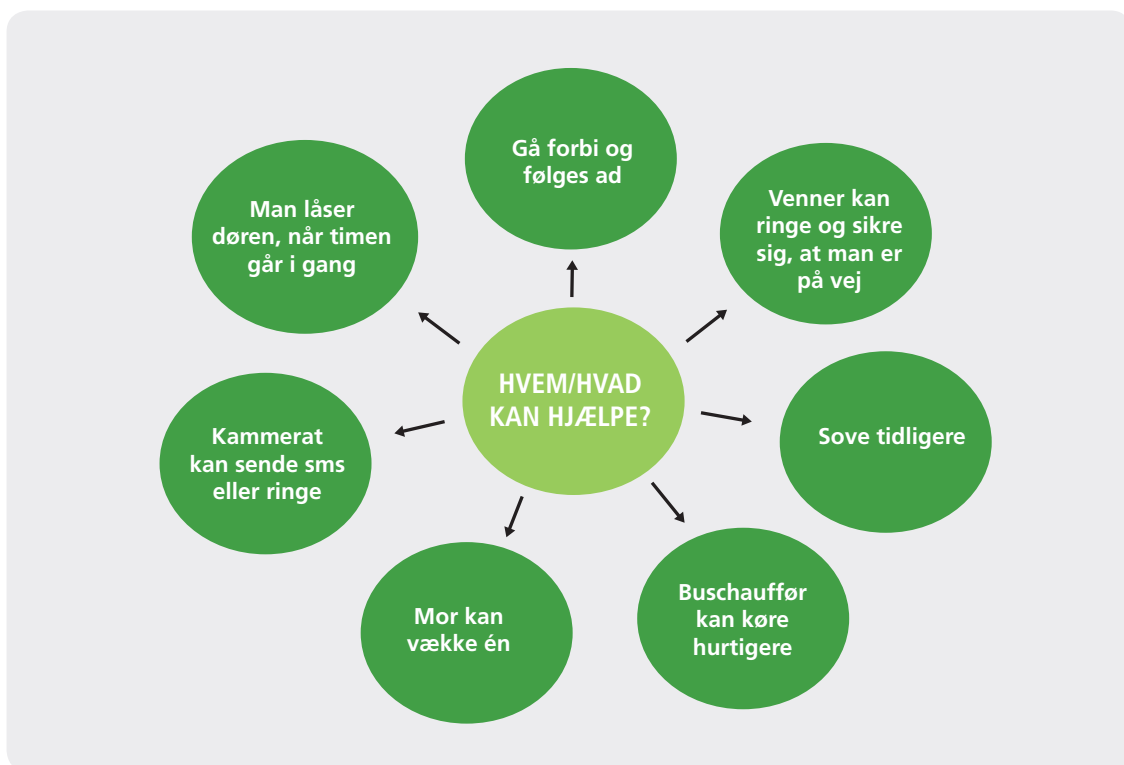 HVEM/HVAD
KAN HJÆLPE?
Gå forbi og
følges ad
Venner kan
ringe og sikre
sig, at man er
på vej
Sove tidligere
Buschauffør
kan køre
hurtigere
Mor kan
vække én
Kammerat
kan sende sms
eller ringe
Man låser
døren, når timen
går i gang